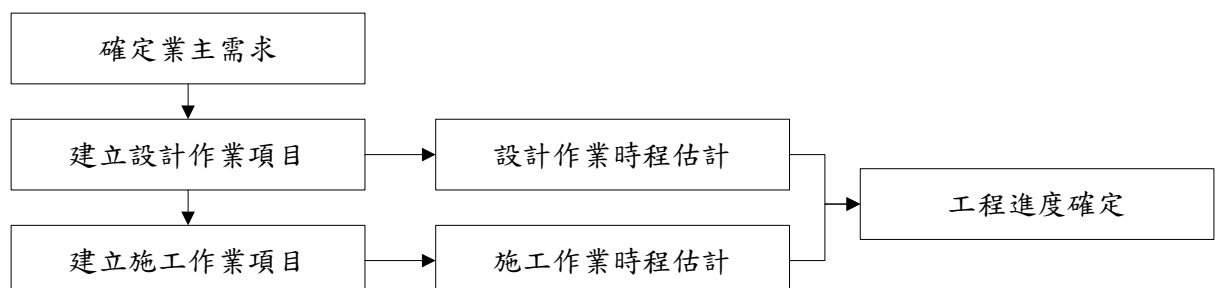 確定業主需求
建立設計作業項目
設計作業時程估計
工程進度確定
建立施工作業項目
施工作業時程估計